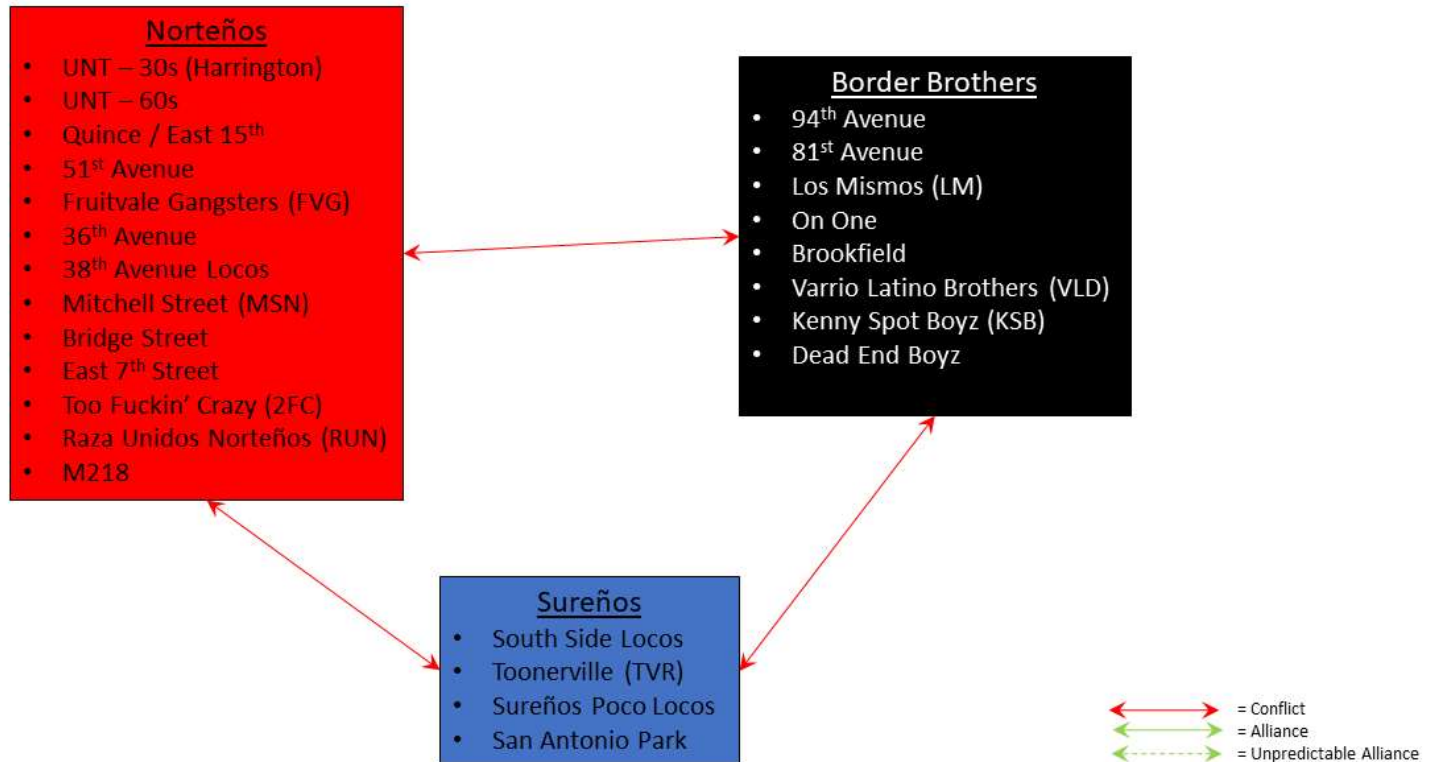 Norteños
• UNT – 30s (Harrington)
• UNT – 60s
• Quince / East 15th
• 51st Avenue
• Fruitvale Gangsters (FVG)
• 36th Avenue
• 38th Avenue Locos
• Mitchell Street (MSN)
• Bridge Street
• East 7th Street
• Too Fuckin’ Crazy (2FC)
• Raza Unidos Norteños (RUN)
• M218
Border Brothers
• 94th Avenue
• 81st Avenue
• Los Mismos (LM)
• On One
• Brookfield
• Varrio Latino Brothers (VLD)
• Kenny Spot Boyz (KSB)
• Dead End Boyz
Sureños
• South Side Locos
• Toonerville (TVR)
• Sureños Poco Locos
• San Antonio Park
= Conflict
= Alliance
= Unpredictable Alliance